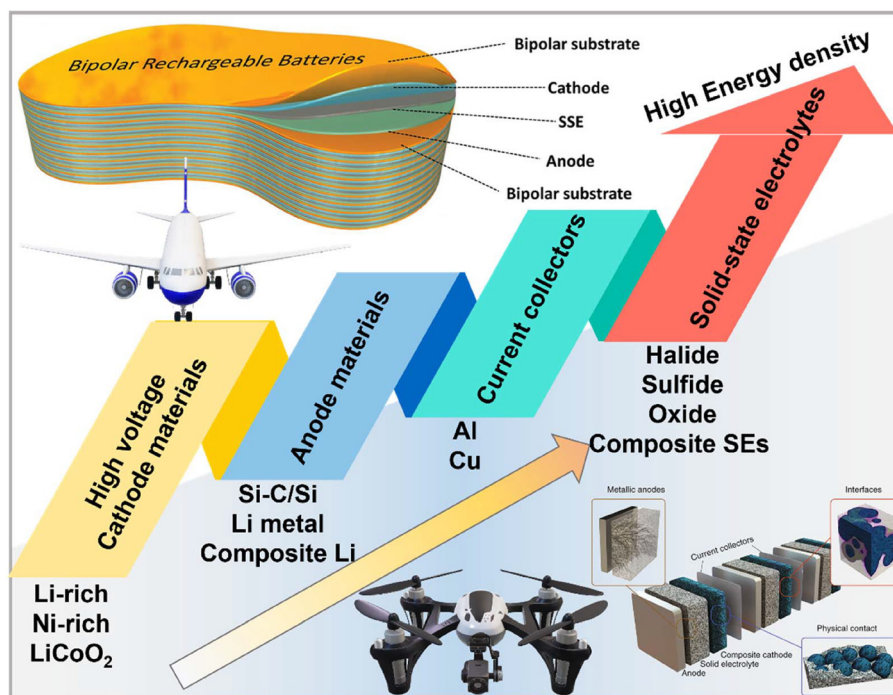 Bipolar Rechargeable Batteries
Bipolar substrate
Cathode
SSE
Anode
Bipolar substrate
High Energy density
High voltage
Cathode materials
Anode materials
Current collectors
Solid-state electrolytes
Li-rich
Ni-rich
LiCoO₂
Si-C/Si
Li metal
Composite Li
Al
Cu
Halide
Sulfide
Oxide
Composite SEs
Metallic anodes
Interfaces
Current collectors
Physical contact
Composite cathode
Solid electrolyte
Anode